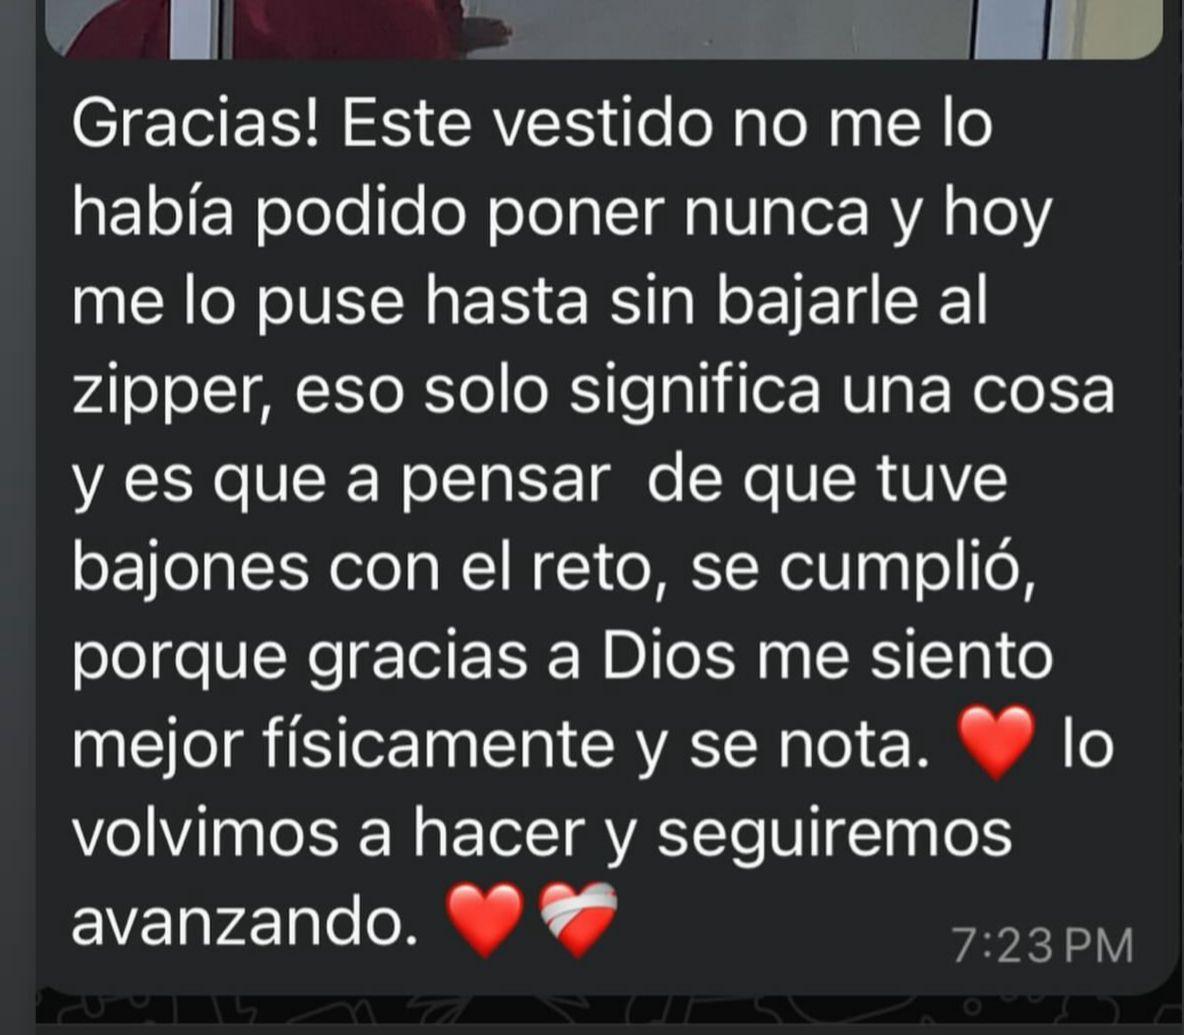 Gracias! Este vestido no me lo
había podido poner nunca y hoy
me lo puse hasta sin bajarle al
zipper, eso solo significa una cosa
y es que a pensar  de que tuve
bajones con el reto, se cumplió,
porque gracias a Dios me siento
mejor físicamente y se nota. ❤️ lo
volvimos a hacer y seguiremos
avanzando. ❤️❤️‍🩹
7:23 PM